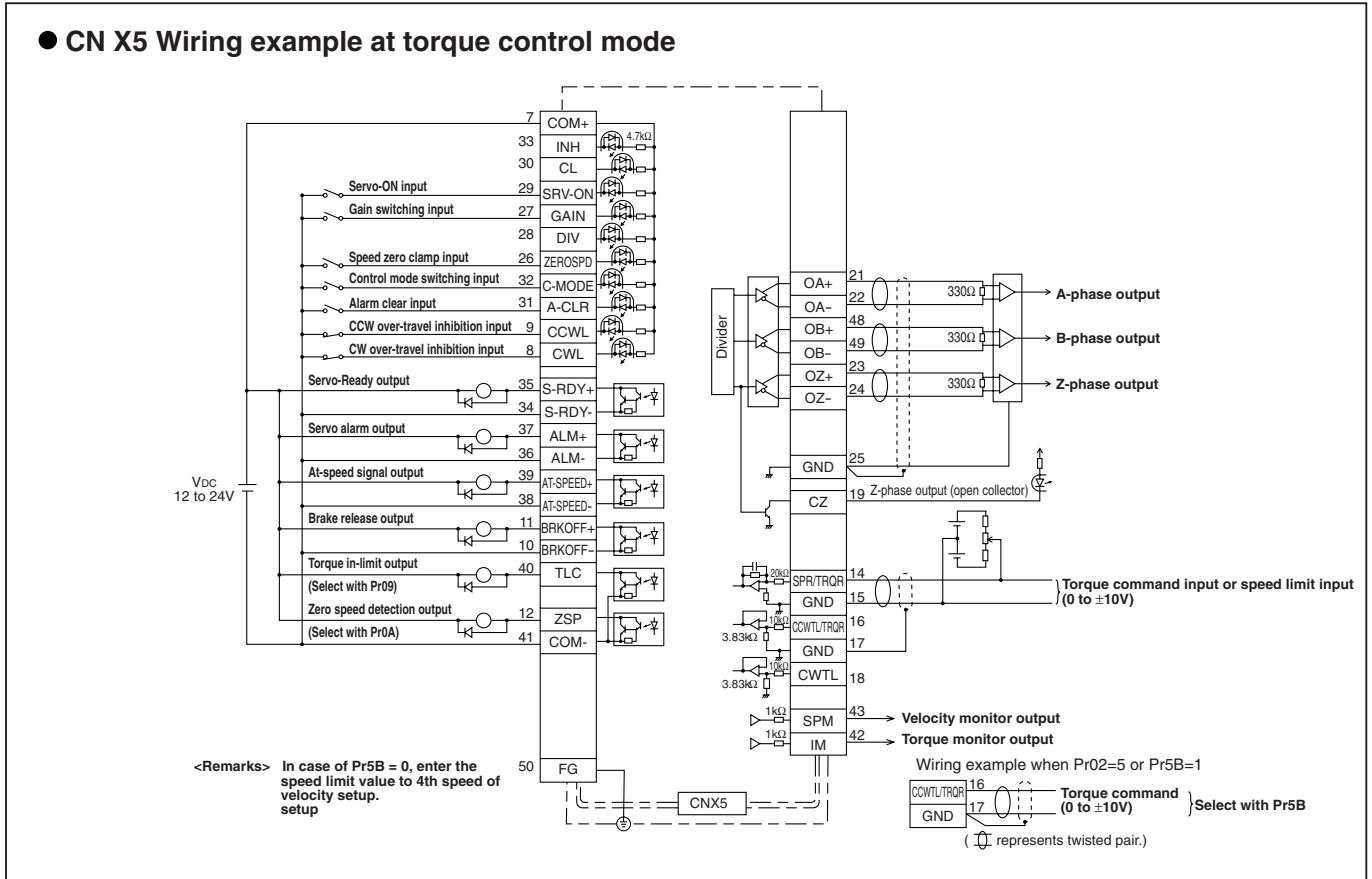 ● CN X5 Wiring example at torque control mode
7 COM+
4.7kΩ
33 INH
30 CL
Servo-ON input 29 SRV-ON
Gain switching input 27 GAIN
28 DIV
Speed zero clamp input 26 ZEROSPD
Control mode switching input 32 C-MODE
Alarm clear input 31 A-CLR
CCW over-travel inhibition input 9 CCWL
CW over-travel inhibition input 8 CWL
Servo-Ready output 35 S-RDY+
34 S-RDY-
Servo alarm output 37 ALM+
36 ALM-
At-speed signal output 39 AT-SPEED+
38 AT-SPEED-
Brake release output 11 BRKOFF+
10 BRKOFF-
Torque in-limit output 40 TLC
(Select with Pr09)
Zero speed detection output 12 ZSP
(Select with Pr0A) 41 COM-
VDC
12 to 24V
50 FG
<Remarks> In case of Pr5B = 0, enter the
speed limit value to 4th speed of
velocity setup.
setup
CNX5
Divider
OA+ 21
OA- 22
330Ω A-phase output
OB+ 48
OB- 49
330Ω B-phase output
OZ+ 23
OZ- 24
330Ω Z-phase output
GND 25
CZ 19 Z-phase output (open collector)
20kΩ SPR/TRQR 14
GND 15
Torque command input or speed limit input
(0 to ±10V)
10kΩ CCWTL/TRQR 16
3.83kΩ
GND 17
10kΩ CWTL 18
3.83kΩ
1kΩ SPM 43 Velocity monitor output
1kΩ IM 42 Torque monitor output
Wiring example when Pr02=5 or Pr5B=1
CCWTL/TRQR 16
GND 17
Torque command
(0 to ±10V)
Select with Pr5B
( represents twisted pair.)